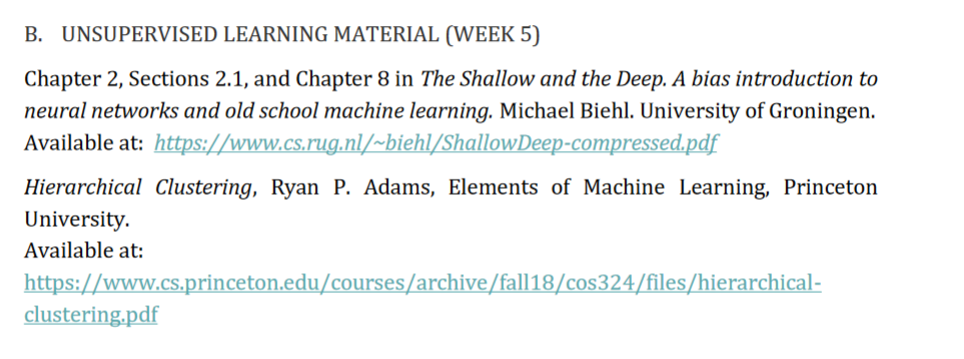 B. UNSUPERVISED LEARNING MATERIAL (WEEK 5)
Chapter 2, Sections 2.1, and Chapter 8 in The Shallow and the Deep. A bias introduction to
neural networks and old school machine learning. Michael Biehl. University of Groningen.
Available at: https://www.cs.rug.nl/~biehl/ShallowDeep-compressed.pdf
Hierarchical Clustering, Ryan P. Adams, Elements of Machine Learning, Princeton
University.
Available at:
https://www.cs.princeton.edu/courses/archive/fall18/cos324/files/hierarchical-
clustering.pdf